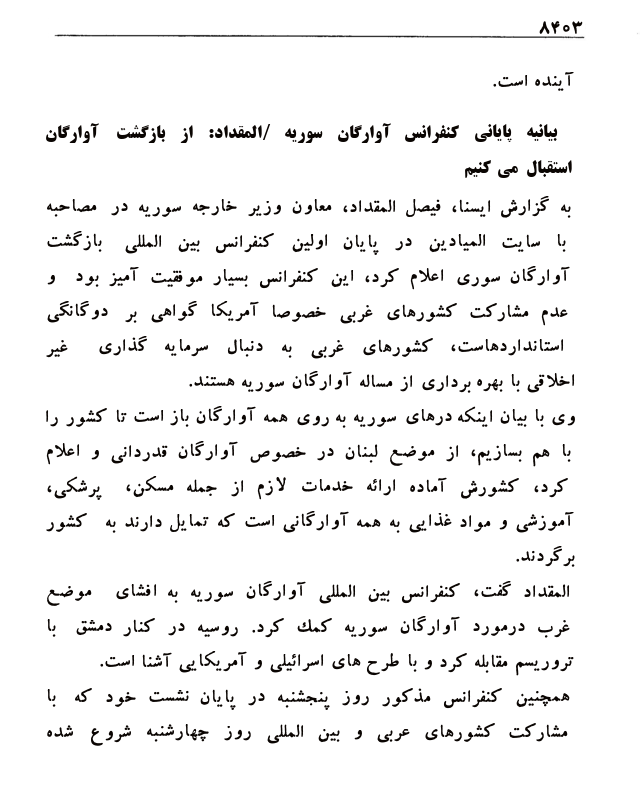 ۸۴۰۳
آینده است.
بیانیه پایانی کنفرانس آوارگان سوریه /المقداد: از بازگشت آوارگان
استقبال می کنیم
به گزارش ایسنا، فیصل المقداد، معاون وزیر خارجه سوریه در مصاحبه
با سایت المیادین در پایان اولین کنفرانس بین المللی بازگشت
آوارگان سوری اعلام کرد، این کنفرانس بسیار موفقیت آمیز بود و
عدم مشارکت کشورهای غربی خصوصا آمریکا گواهی بر دوگانگی
استانداردهاست، کشورهای غربی به دنبال سرمایه گذاری غیر
اخلاقی با بهره برداری از مساله آوارگان سوریه هستند.
وی با بیان اینکه درهای سوریه به روی همه آوارگان باز است تا کشور را
با هم بسازیم، از موضع لبنان در خصوص آوارگان قدردانی و اعلام
کرد، کشورش آماده ارائه خدمات لازم از جمله مسکن، پرشکی،
آموزشی و مواد غذایی به همه آوارگانی است که تمایل دارند به کشور
برگردند.
المقداد گفت، کنفرانس بین المللی آوارگان سوریه به افشای موضع
غرب درمورد آوارگان سوریه کمك کرد. روسیه در کنار دمشق با
تروریسم مقابله کرد و با طرح های اسرائیلی و آمریکایی آشنا است.
همچنین کنفرانس مذکور روز پنجشنبه در پایان نشست خود که با
مشارکت کشورهای عربی و بین المللی روز چهارشنبه شروع شده